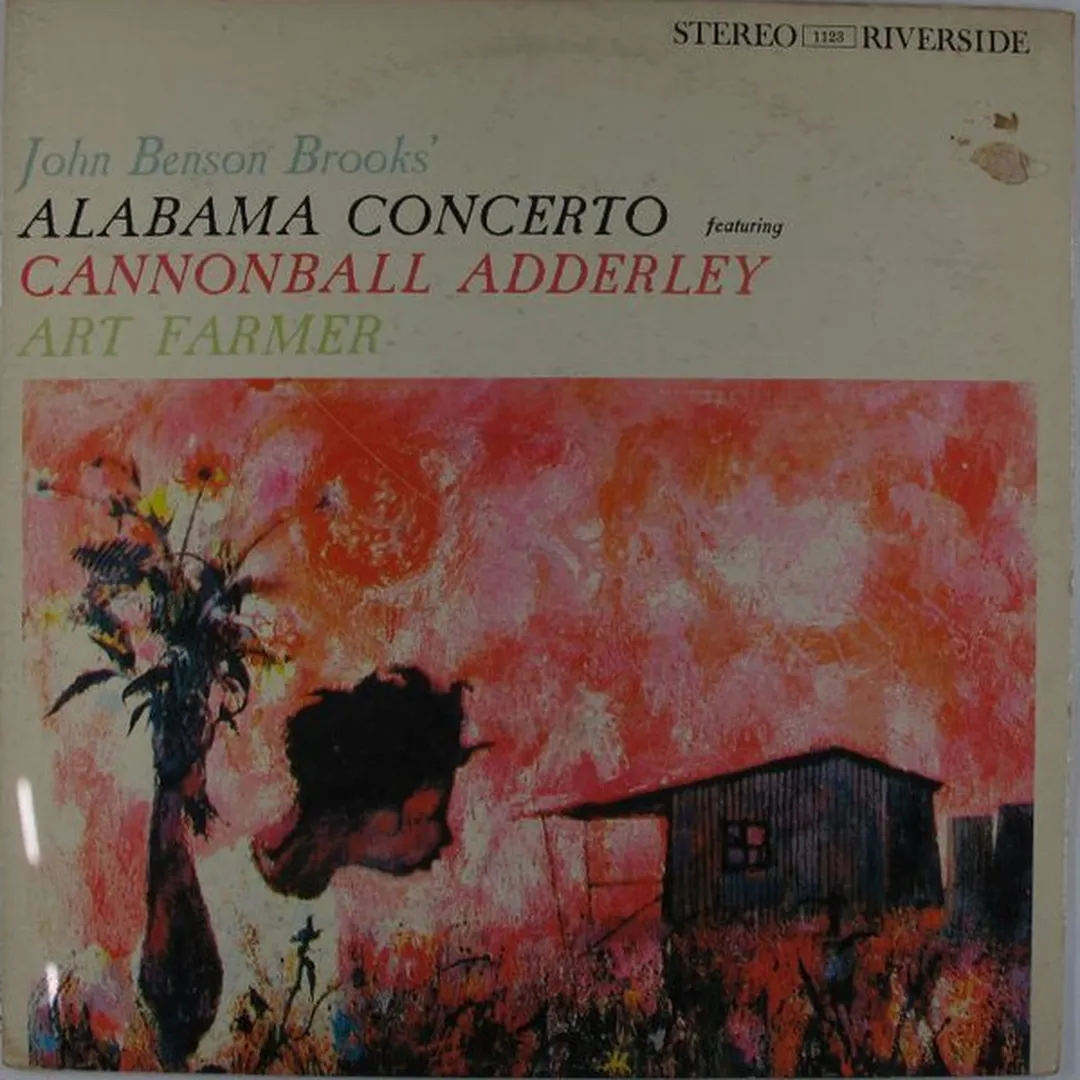 STEREO 1123 RIVERSIDE
John Benson Brooks'
ALABAMA CONCERTO featuring
CANNONBALL ADDERLEY
ART FARMER